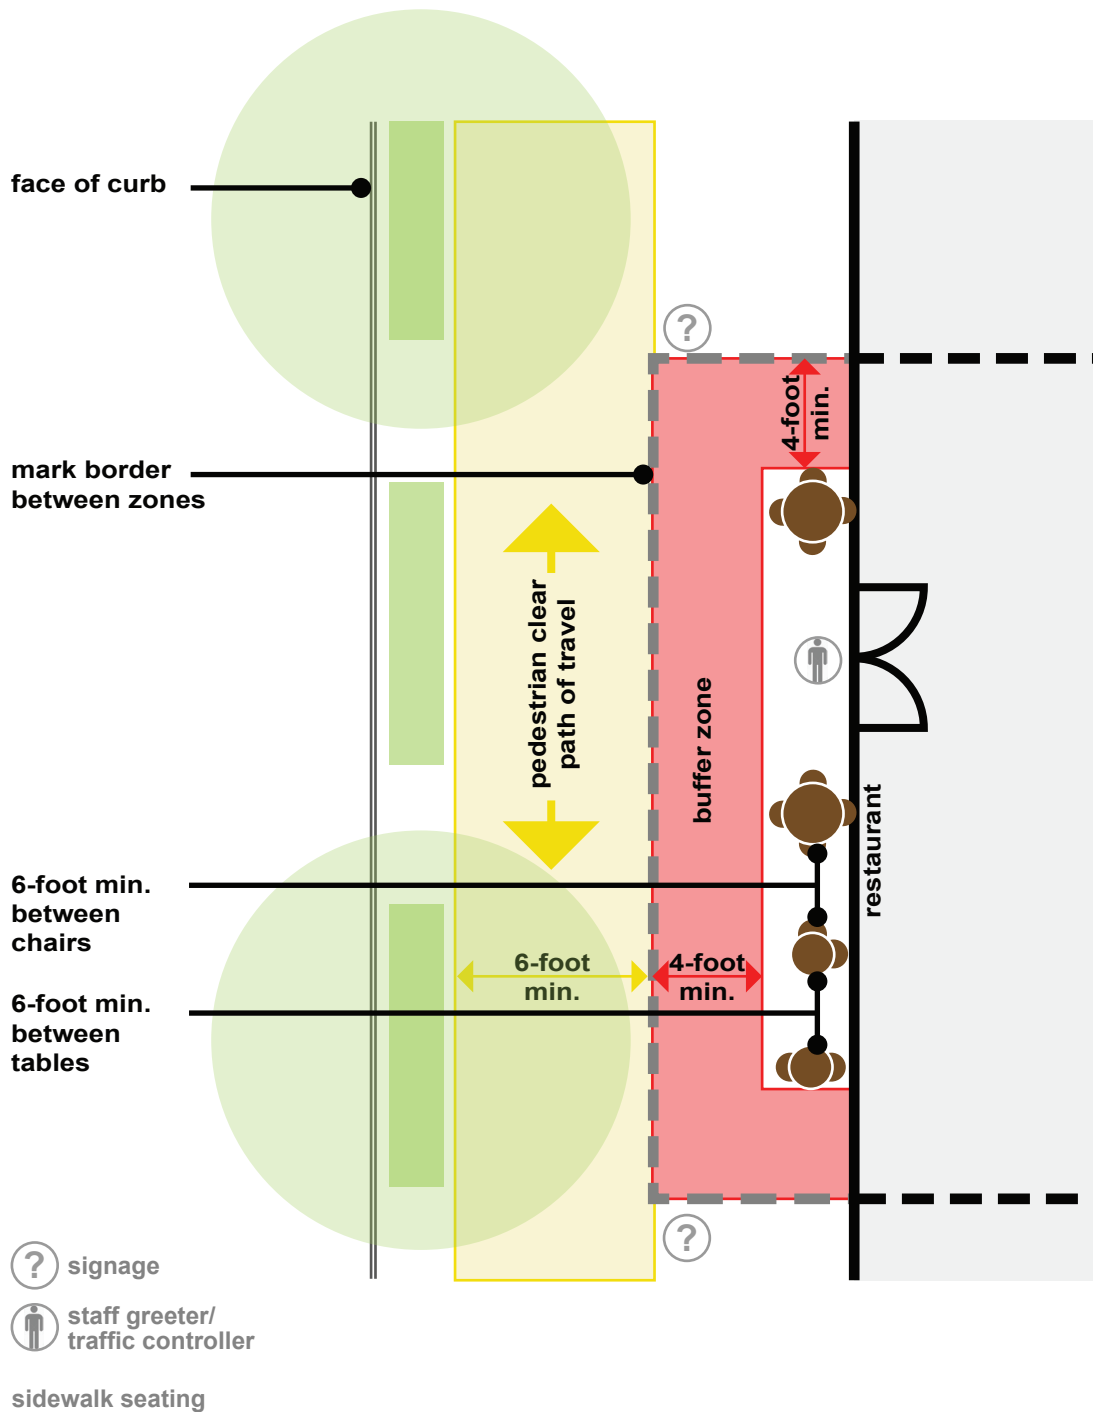 face of curb
?
4-foot
min.
mark border
between zones
pedestrian clear
path of travel
buffer zone
restaurant
6-foot min.
between
chairs
6-foot
min.
4-foot
min.
6-foot min.
between
tables
?
? signage
staff greeter/
traffic controller
sidewalk seating